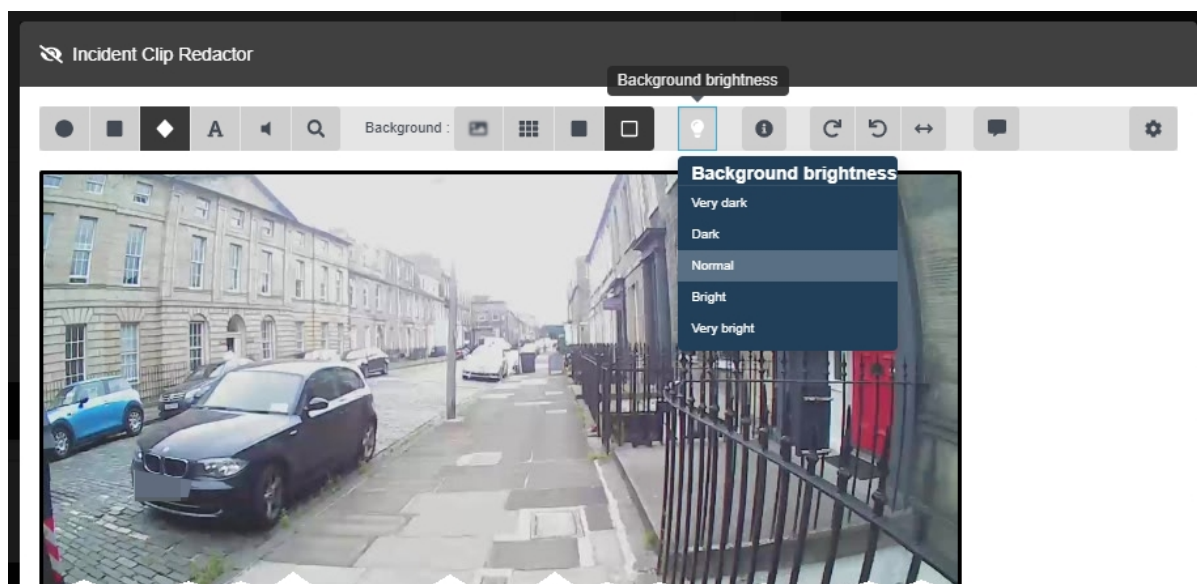 Incident Clip Redactor
Background brightness
A
Background :
Background brightness
Very dark
Dark
Normal
Bright
Very bright